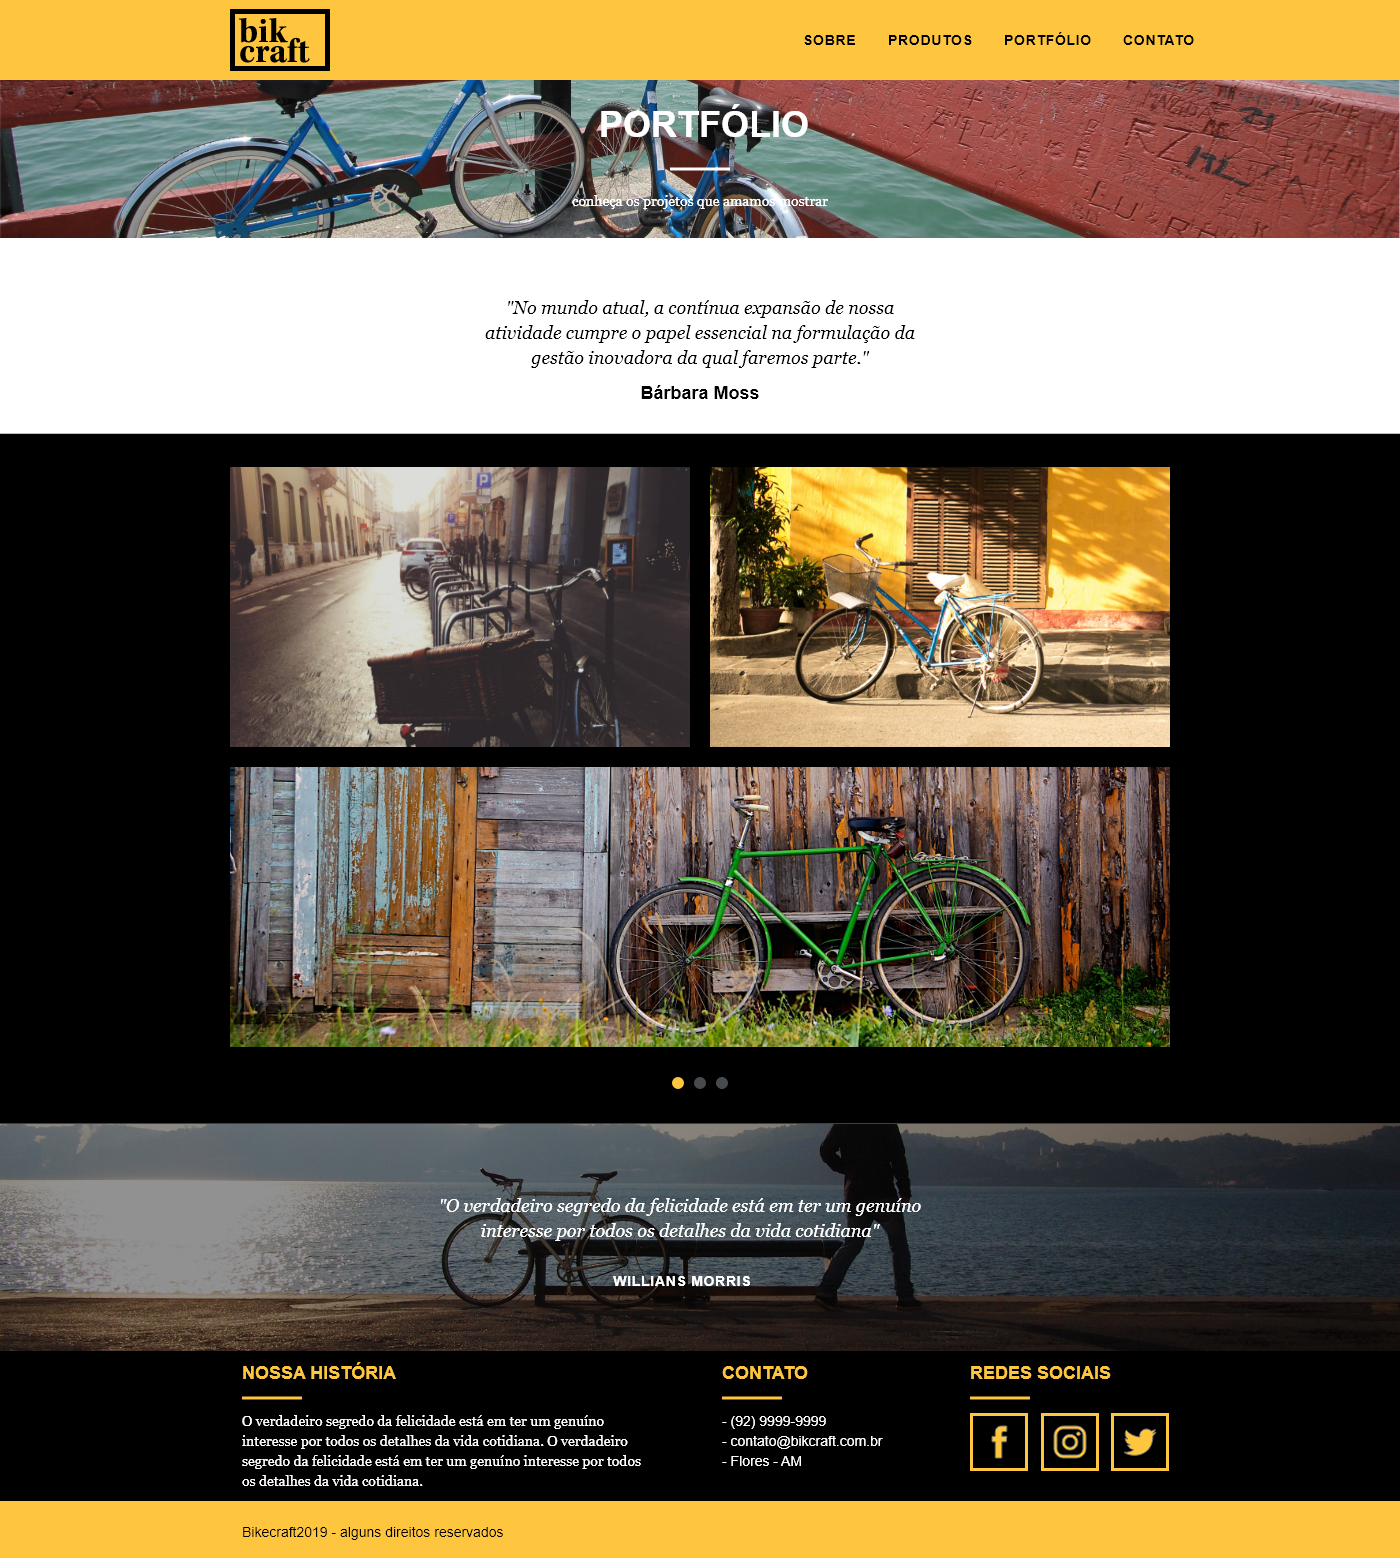 bik
craft
SOBRE PRODUTOS PORTFÓLIO CONTATO
PORTFÓLIO
conheça os projetos que amamos mostrar
"No mundo atual, a contínua expansão de nossa
atividade cumpre o papel essencial na formulação da
gestão inovadora da qual faremos parte."
Bárbara Moss
P
"O verdadeiro segredo da felicidade está em ter um genuíno
interesse por todos os detalhes da vida cotidiana"
WILLIANS MORRIS
NOSSA HISTÓRIA
O verdadeiro segredo da felicidade está em ter um genuíno
interesse por todos os detalhes da vida cotidiana. O verdadeiro
segredo da felicidade está em ter um genuíno interesse por todos
os detalhes da vida cotidiana.
CONTATO
- (92) 9999-9999
- contato@bikcraft.com.br
- Flores - AM
REDES SOCIAIS
Bikecraft2019 - alguns direitos reservados